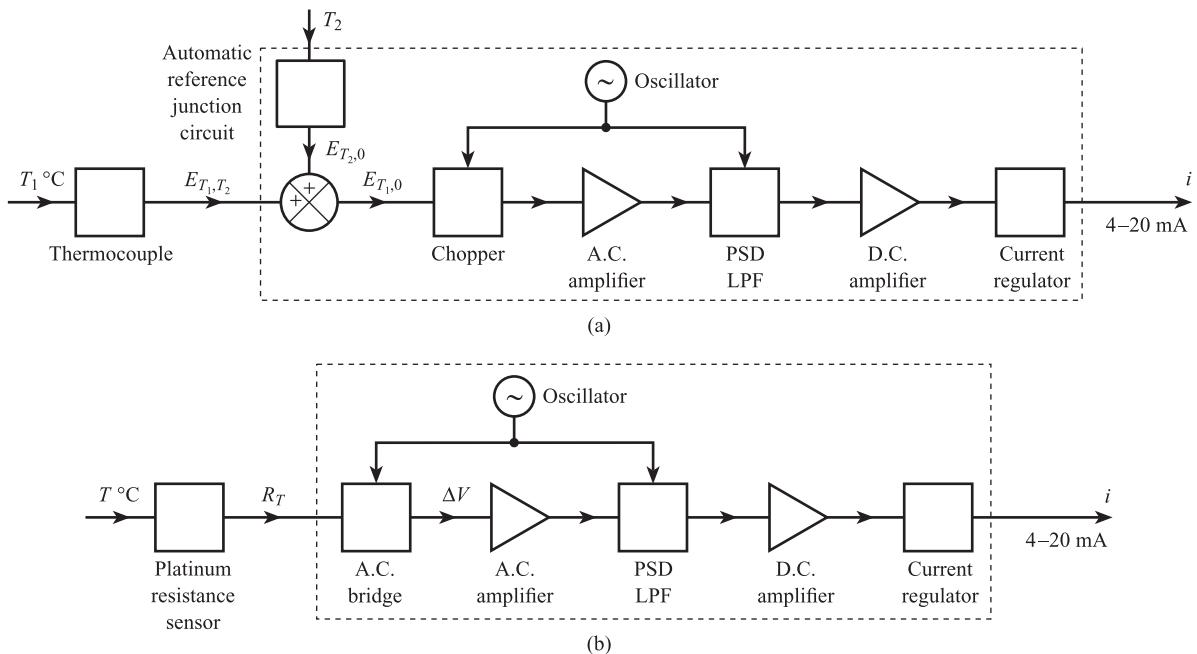 T₂
Automatic
reference
junction
circuit
~
Oscillator
E_{T₂,0}
T₁ °C
E_{T₁,T₂}
+
+
E_{T₁,0}
i
4–20 mA
Thermocouple
Chopper
A.C.
amplifier
PSD
LPF
D.C.
amplifier
Current
regulator
(a)
~
Oscillator
T °C
R_T
ΔV
i
4–20 mA
Platinum
resistance
sensor
A.C.
bridge
A.C.
amplifier
PSD
LPF
D.C.
amplifier
Current
regulator
(b)